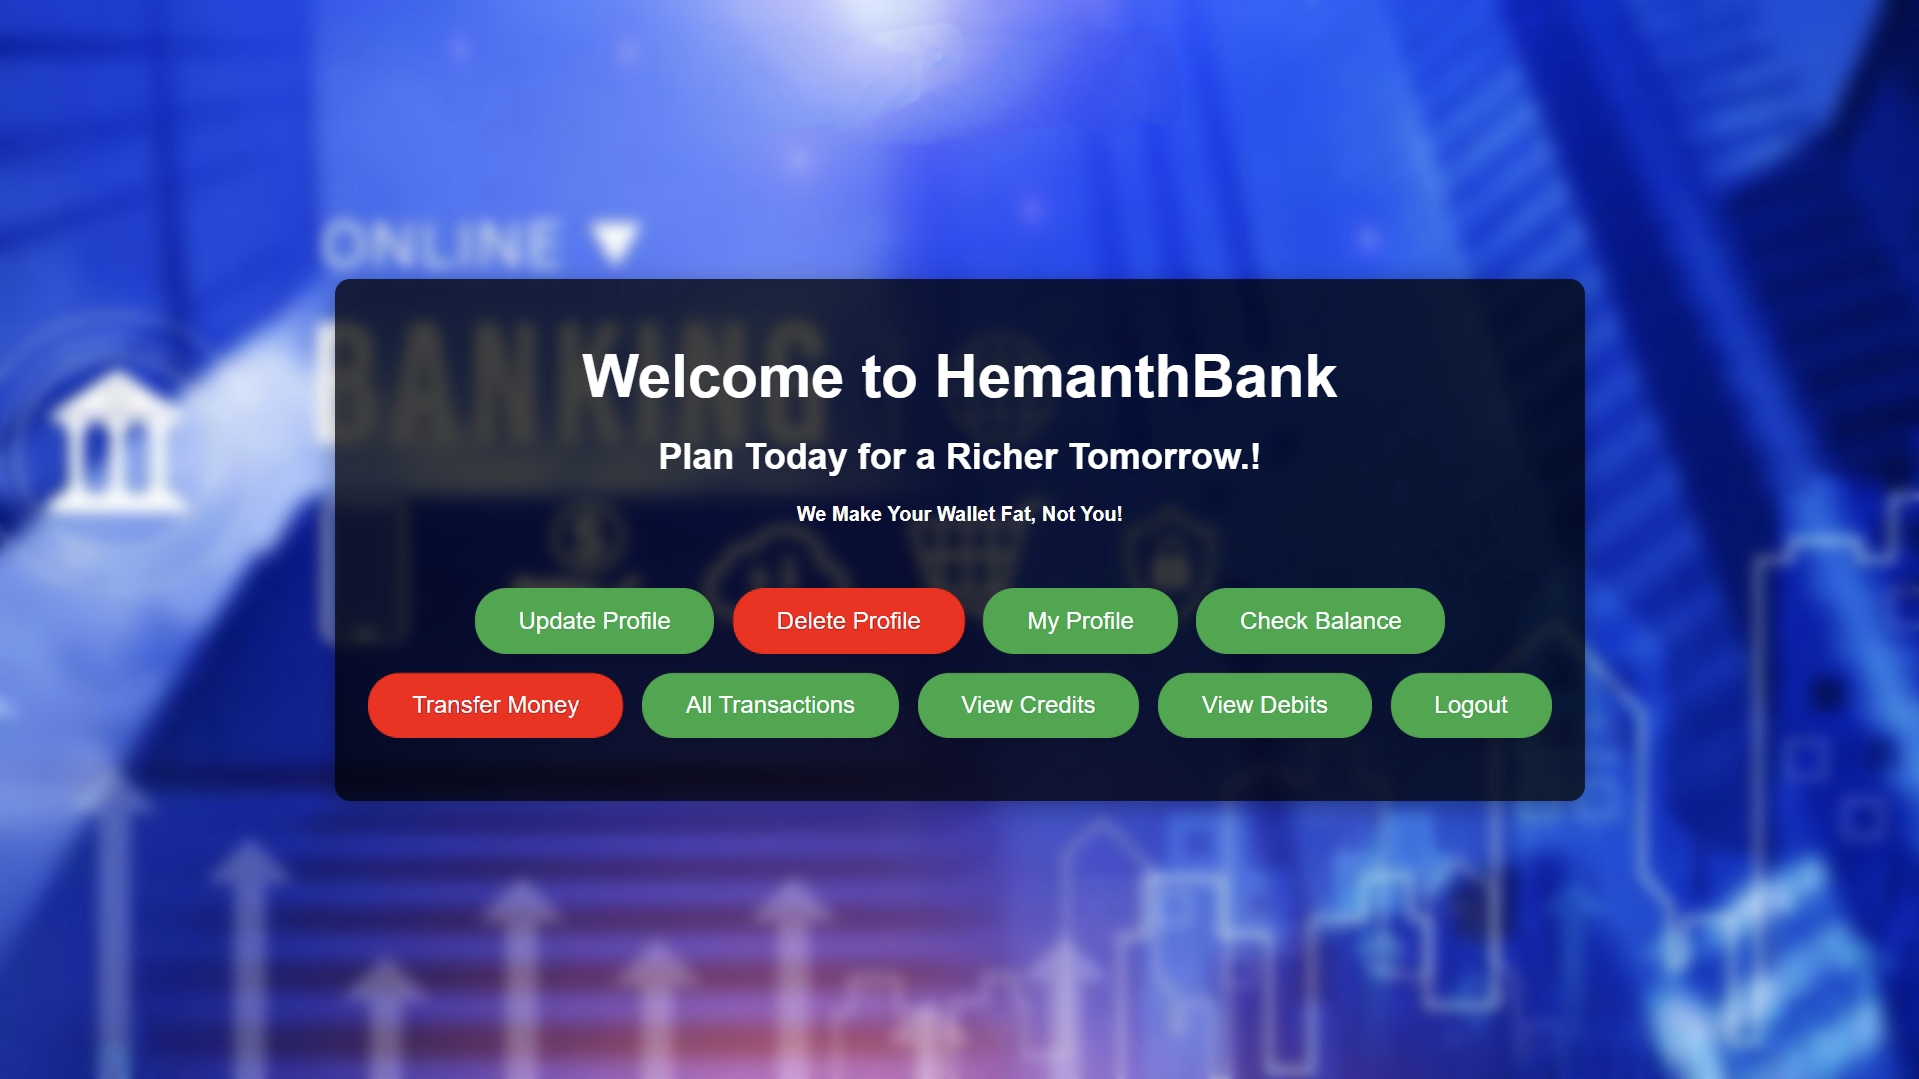 ONLINE
BANKING
Welcome to HemanthBank
Plan Today for a Richer Tomorrow.!
We Make Your Wallet Fat, Not You!
Update Profile
Delete Profile
My Profile
Check Balance
Transfer Money
All Transactions
View Credits
View Debits
Logout